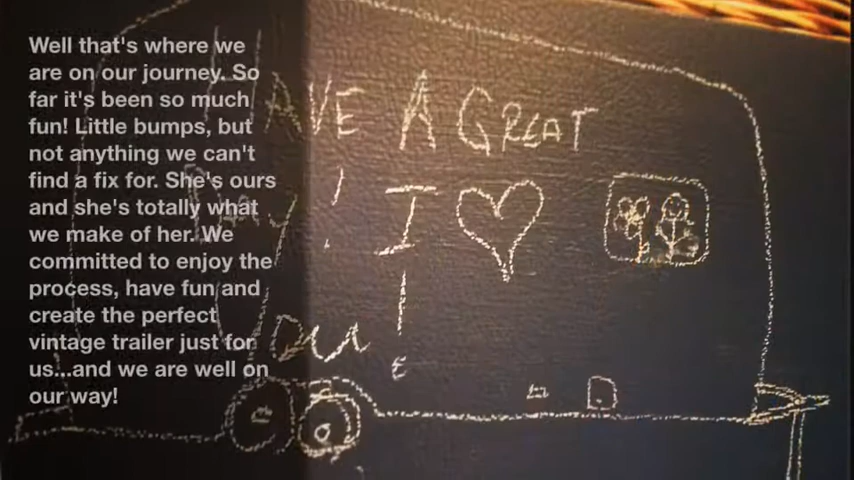 Well that's where we
are on our journey. So
far it's been so much
fun! Little bumps, but
not anything we can't
find a fix for. She's ours
and she's totally what
we make of her. We
committed to enjoy the
process, have fun and
create the perfect
vintage trailer just for
us...and we are well on
our way!
HAVE A GREAT
Day! I
You